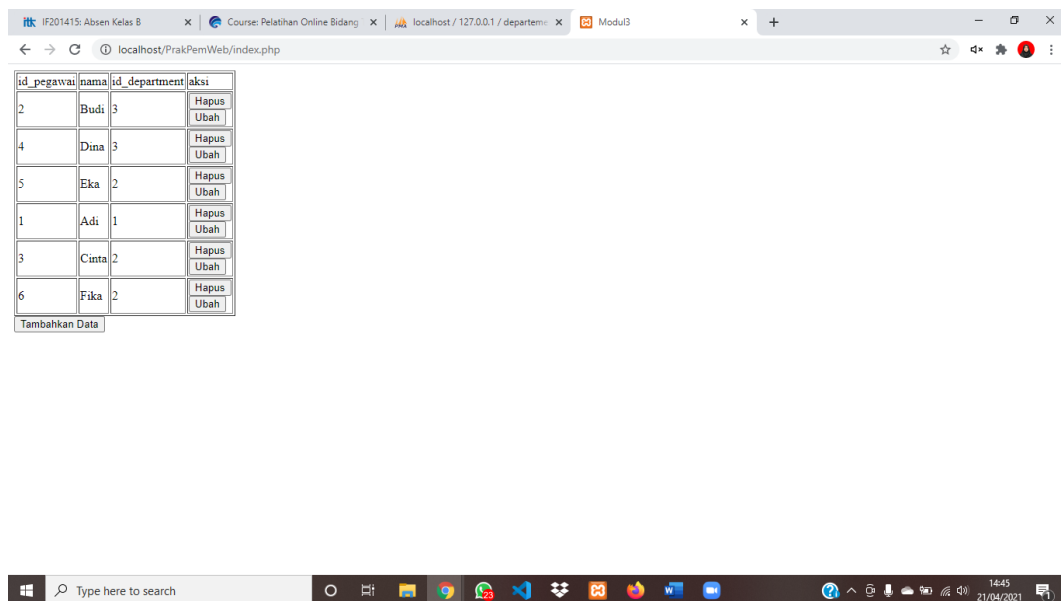 itk IF201415: Absen Kelas B
Course: Pelatihan Online Bidang
localhost / 127.0.0.1 / departeme
Modul3
localhost/PrakPemWeb/index.php
id_pegawai nama id_department aksi
2 Budi 3 Hapus
Ubah
4 Dina 3 Hapus
Ubah
5 Eka 2 Hapus
Ubah
1 Adi 1 Hapus
Ubah
3 Cinta 2 Hapus
Ubah
6 Fika 2 Hapus
Ubah
Tambahkan Data
Type here to search
23
14:45
21/04/2021